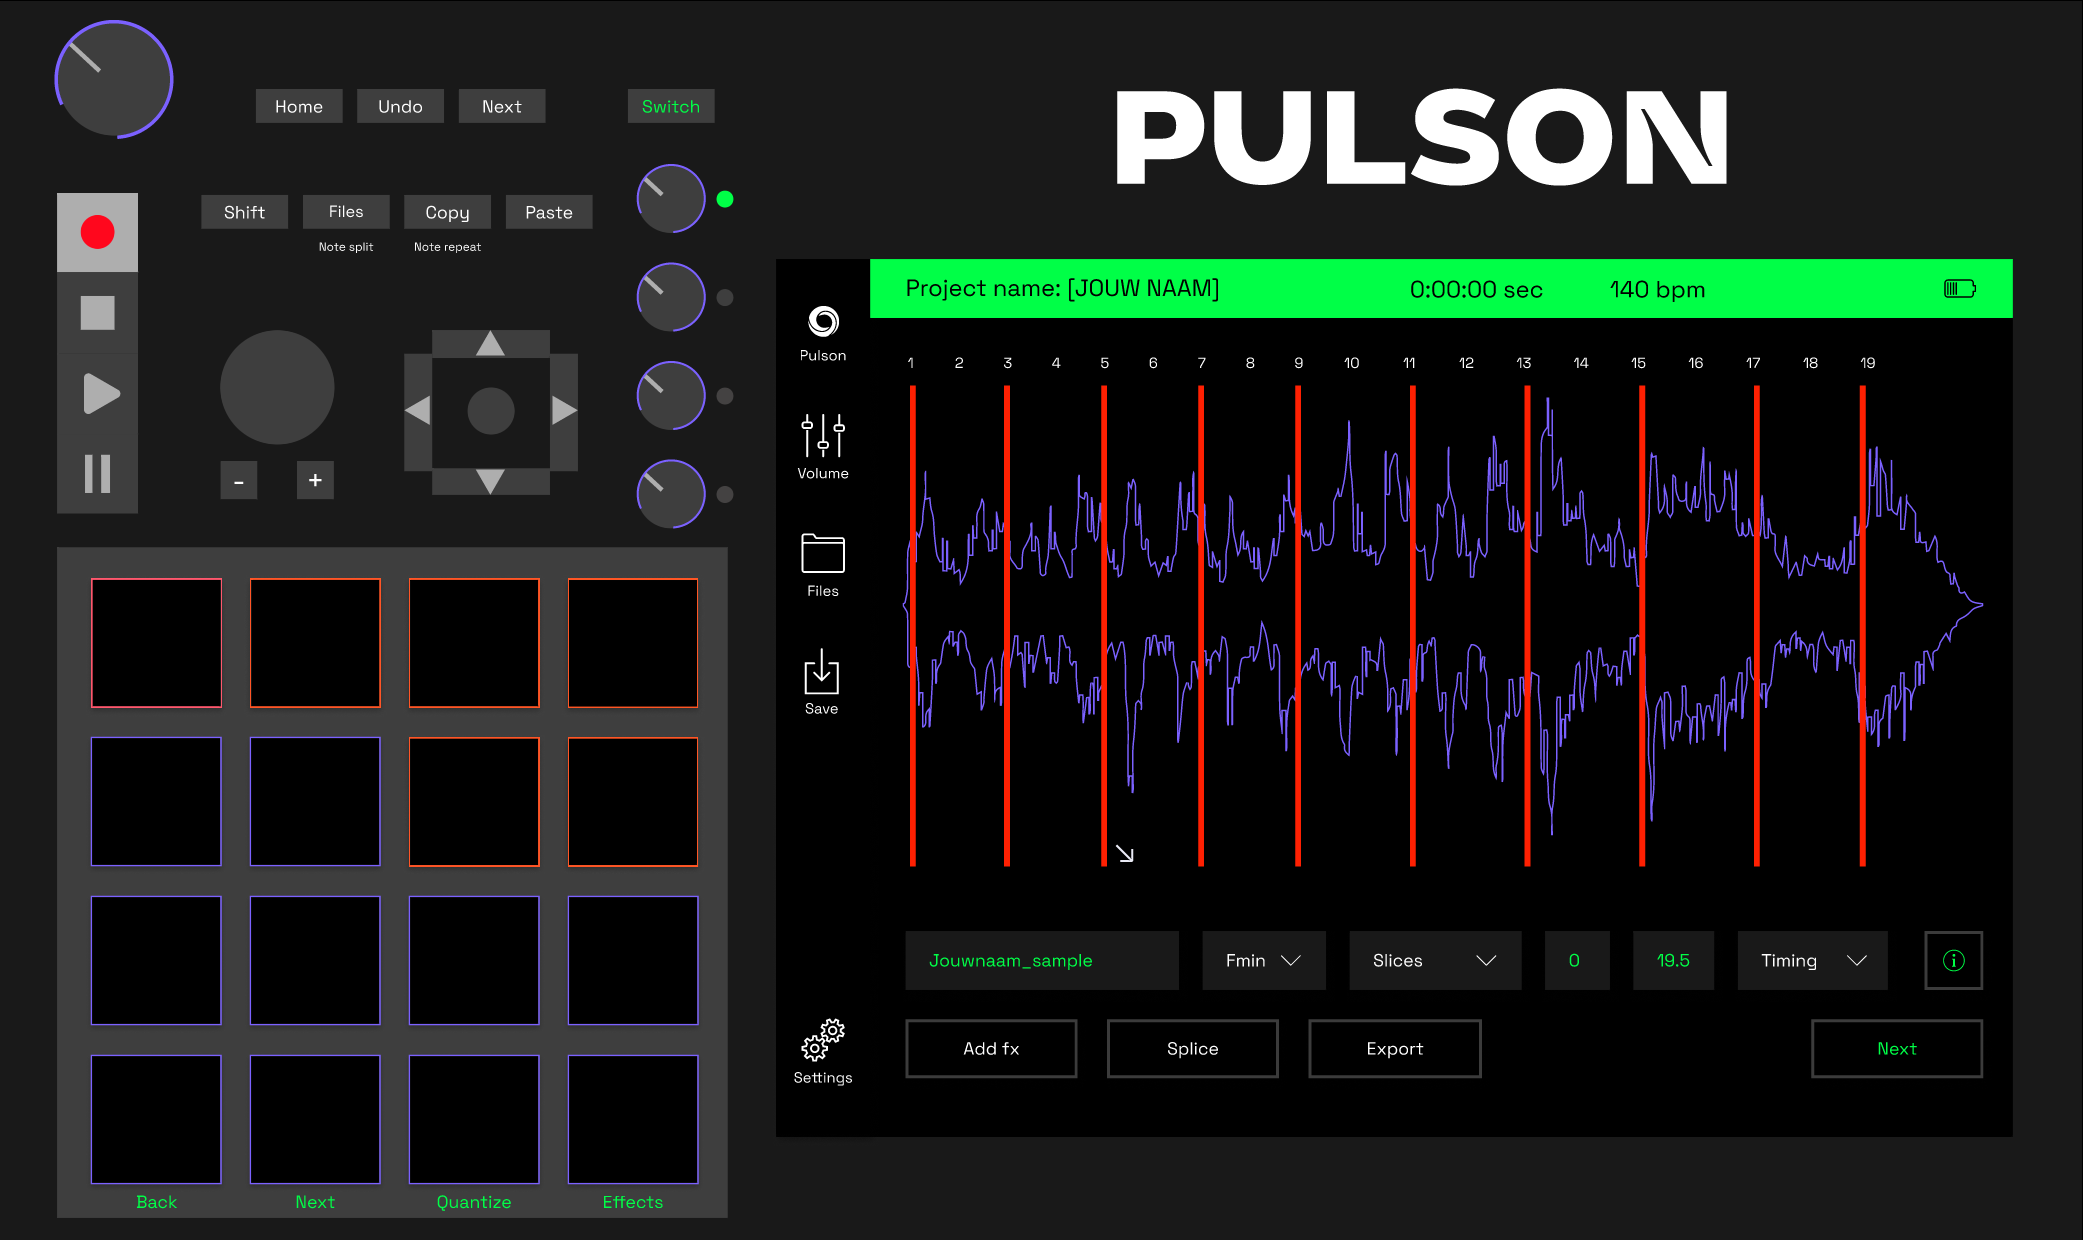 PULSON
Home
Undo
Next
Switch
Shift
Files
Copy
Paste
Note split
Note repeat
-
+
Back
Next
Quantize
Effects
Project name: [JOUW NAAM]
0:00:00 sec
140 bpm
Pulson
Volume
Files
Save
Settings
1 2 3 4 5 6 7 8 9 10 11 12 13 14 15 16 17 18 19
Jouwnaam_sample
Fmin
Slices
0
19.5
Timing
i
Add fx
Splice
Export
Next